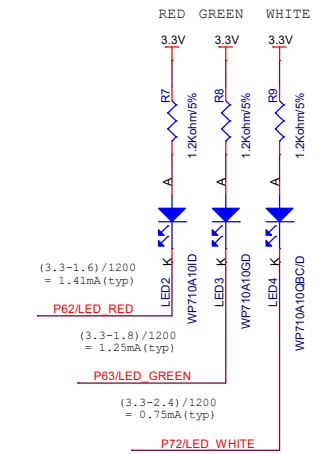 RED GREEN WHITE
3.3V 3.3V 3.3V
R7 1.2Kohm/5% R8 1.2Kohm/5% R9 1.2Kohm/5%
A A A
K K K
LED2 WP710A10ID LED3 WP710A10GD LED4 WP710A10QBC/D
(3.3-1.6)/1200
= 1.41mA(typ)
P62/LED_RED
(3.3-1.8)/1200
= 1.25mA(typ)
P63/LED_GREEN
(3.3-2.4)/1200
= 0.75mA(typ)
P72/LED_WHITE